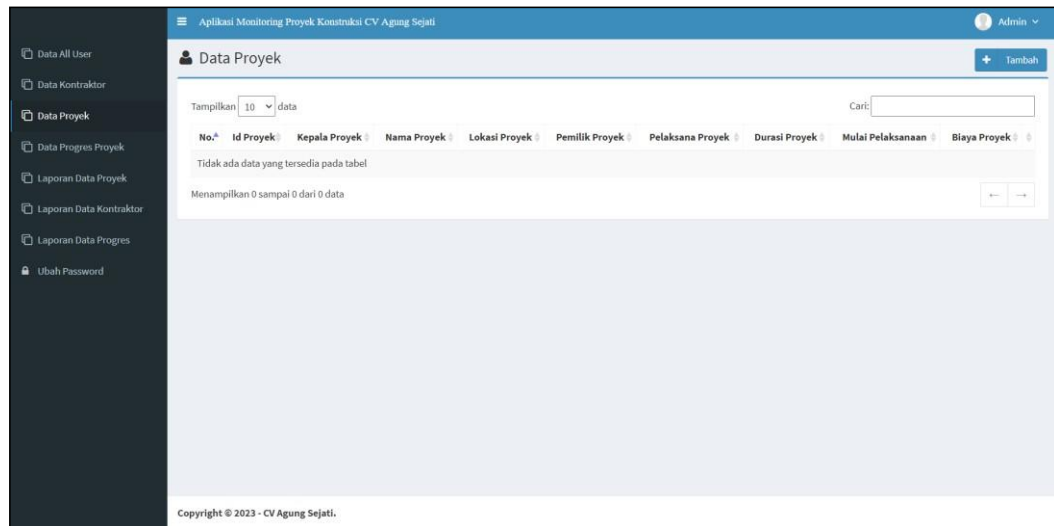 Aplikasi Monitoring Proyek Konstruksi CV Agung Sejati
Admin
Data All User
Data Kontraktor
Data Proyek
Data Progres Proyek
Laporan Data Proyek
Laporan Data Kontraktor
Laporan Data Progres
Ubah Password
Data Proyek
+ Tambah
Tampilkan 10 data
Cari:
No. Id Proyek Kepala Proyek Nama Proyek Lokasi Proyek Pemilik Proyek Pelaksana Proyek Durasi Proyek Mulai Pelaksanaan Biaya Proyek
Tidak ada data yang tersedia pada tabel
Menampilkan 0 sampai 0 dari 0 data
← →
Copyright © 2023 - CV Agung Sejati.